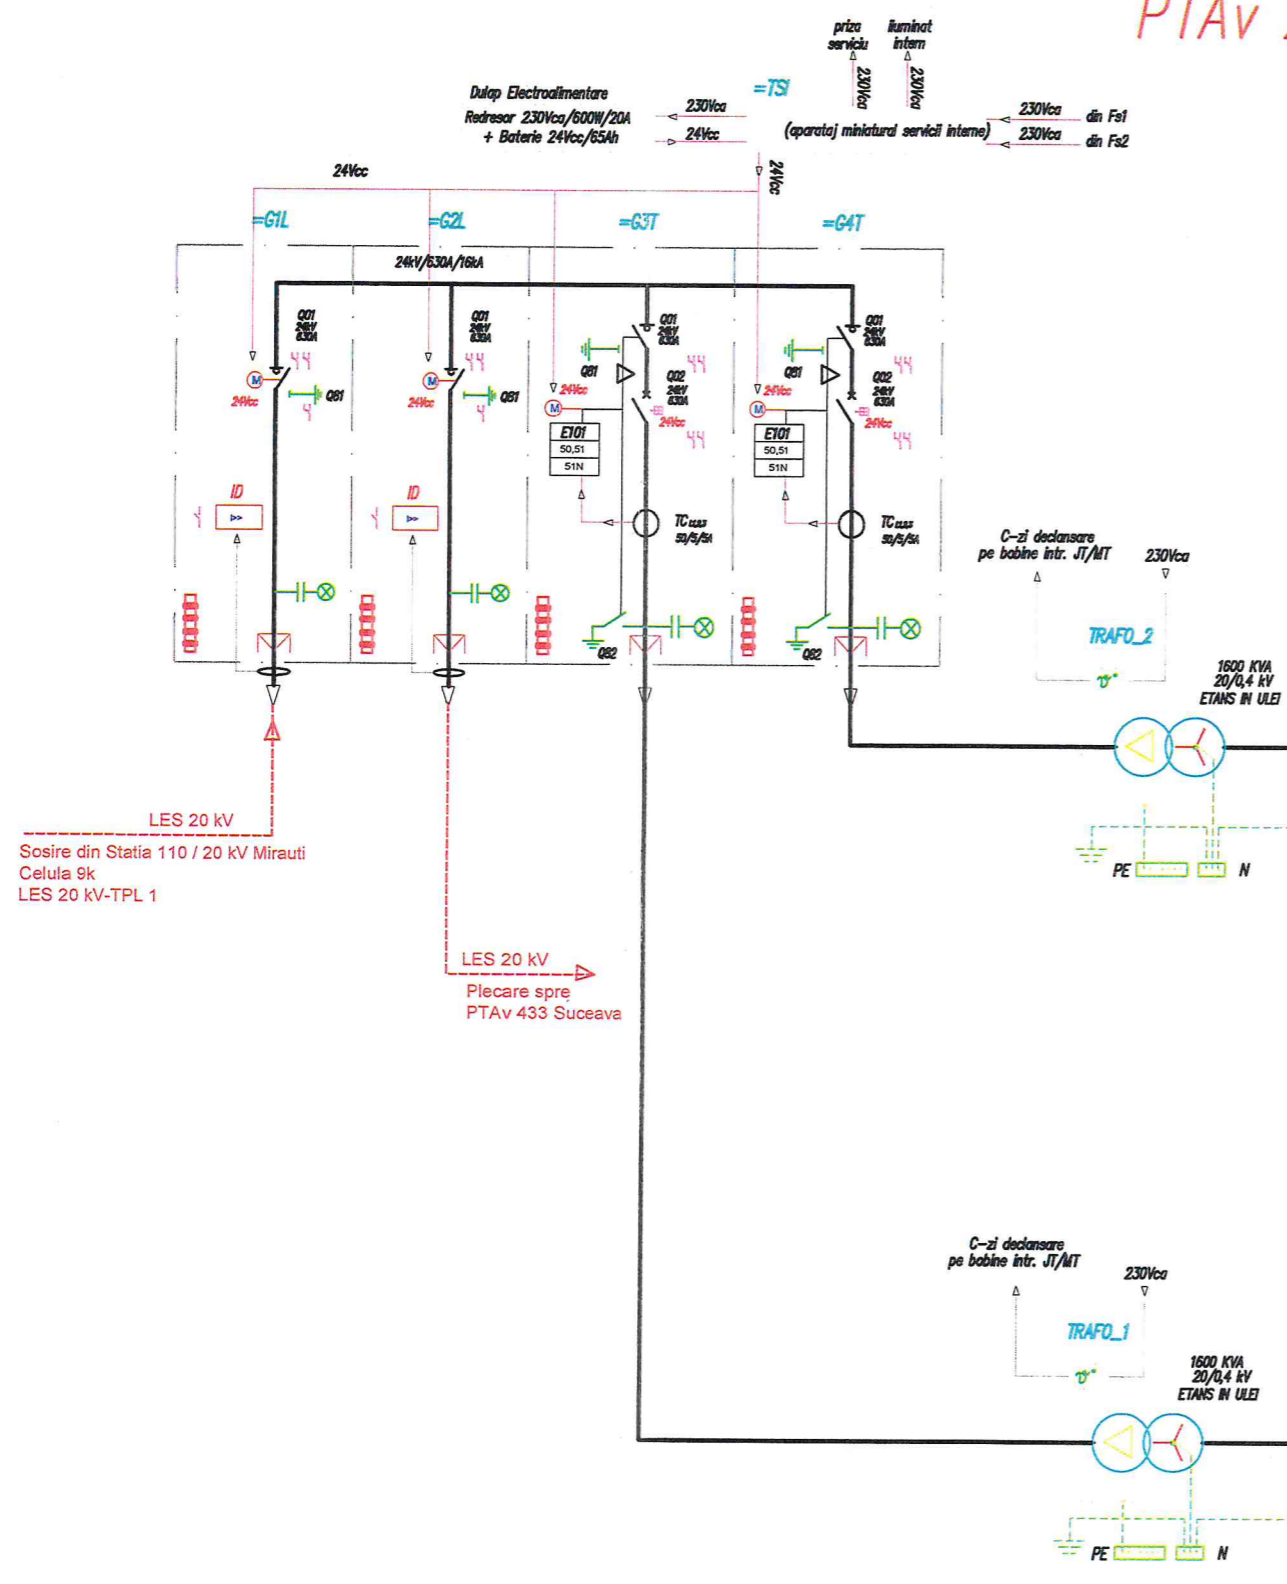 PTAv
priza
serviciu
iluminat
intern
230Vca
230Vca
=TSI
Dulap Electroalimentare
Redresor 230Vca/600W/20A
+ Baterie 24Vcc/65Ah
230Vca
24Vcc
(aparataj miniatural servicii interne)
230Vca
din Fs1
230Vca
din Fs2
24Vcc
24Vcc
=G1L
=G2L
=G3T
=G4T
24kV/630A/16kA
Q01
24kV
630A
Q01
24kV
630A
Q01
24kV
630A
Q01
24kV
630A
M
24Vcc
Q81
M
24Vcc
Q81
Q81
Q02
24kV
630A
24Vcc
M
24Vcc
Q81
Q02
24kV
630A
24Vcc
M
24Vcc
E101
50,51
51N
E101
50,51
51N
ID
ID
TC
50/5/5A
TC
50/5/5A
Q82
Q82
C-zi declansare
pe bobine intr. JT/MT
230Vca
TRAFO_2
1600 KVA
20/0,4 kV
ETANS IN ULEI
PE
N
LES 20 kV
Sosire din Statia 110 / 20 kV Mirauti
Celula 9k
LES 20 kV-TPL 1
LES 20 kV
Plecare spre
PTAv 433 Suceava
C-zi declansare
pe bobine intr. JT/MT
230Vca
TRAFO_1
1600 KVA
20/0,4 kV
ETANS IN ULEI
PE
N